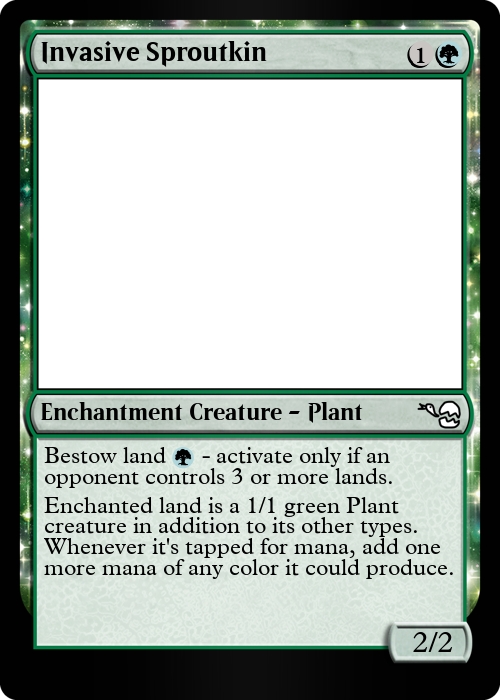 Invasive Sproutkin 1
Enchantment Creature – Plant
Bestow land - activate only if an
opponent controls 3 or more lands.
Enchanted land is a 1/1 green Plant
creature in addition to its other types.
Whenever it's tapped for mana, add one
more mana of any color it could produce.
2/2